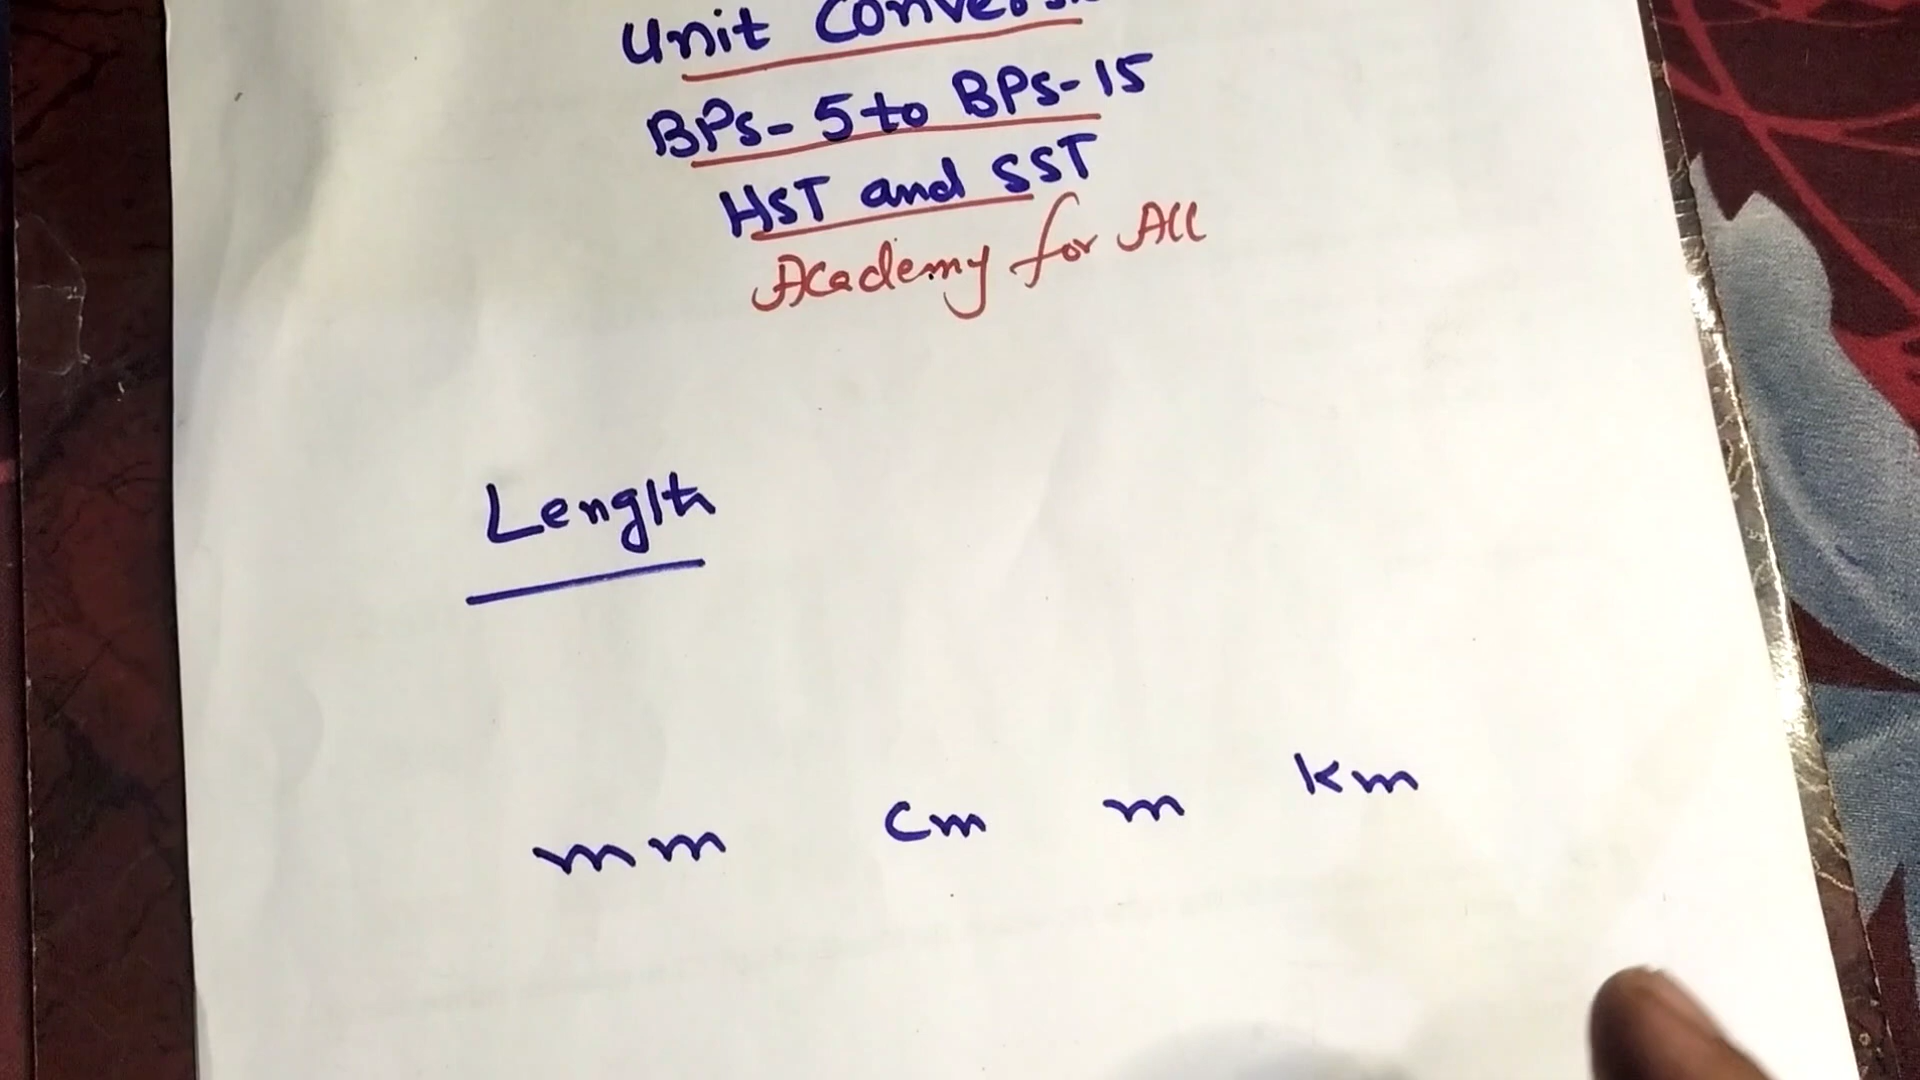 Unit
BPS-5 to BPS-15
HST and SST
Academy for All
Length
mm cm m km